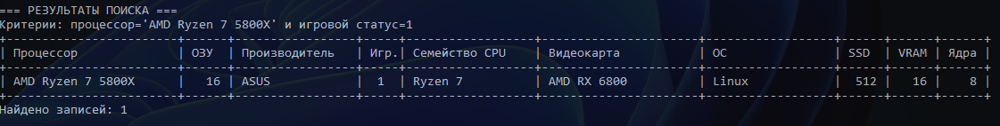 === РЕЗУЛЬТАТЫ ПОИСКА ===
Критерии: процессор='AMD Ryzen 7 5800X' и игровой статус=1
+-------------------------+------+----------------+-----+-------------------+----------------------+-------------------+------+------+------+
| Процессор | ОЗУ | Производитель | Игр.| Семейство CPU | Видеокарта | ОС | SSD | VRAM | Ядра |
+-------------------------+------+----------------+-----+-------------------+----------------------+-------------------+------+------+------+
| AMD Ryzen 7 5800X | 16 | ASUS | 1 | Ryzen 7 | AMD RX 6800 | Linux | 512 | 16 | 8 |
+-------------------------+------+----------------+-----+-------------------+----------------------+-------------------+------+------+------+
Найдено записей: 1